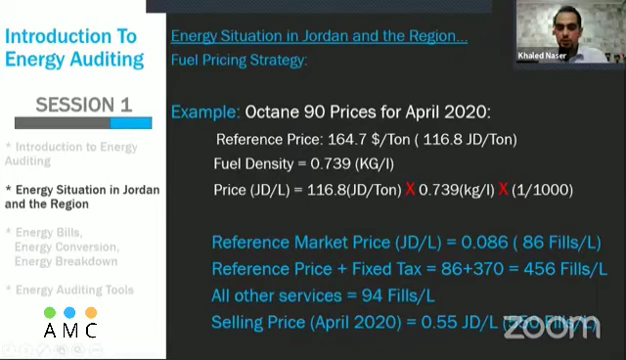 Introduction To
Energy Auditing
SESSION 1
* Introduction to Energy
Auditing
* Energy Situation in Jordan
and the Region
* Energy Bills,
Energy Conversion,
Energy Breakdown
* Energy Auditing Tools
AMC
Energy Situation in Jordan and the Region...
Fuel Pricing Strategy:
Example: Octane 90 Prices for April 2020:
Reference Price: 164.7 $/Ton ( 116.8 JD/Ton)
Fuel Density = 0.739 (KG/l)
Price (JD/L) = 116.8(JD/Ton) X 0.739(kg/l) X (1/1000)
Reference Market Price (JD/L) = 0.086 ( 86 Fills/L)
Reference Price + Fixed Tax = 86+370 = 456 Fills/L
All other services = 94 Fills/L
Selling Price (April 2020) = 0.55 JD/L (550 Fills/L)
Khaled Naser
zoom